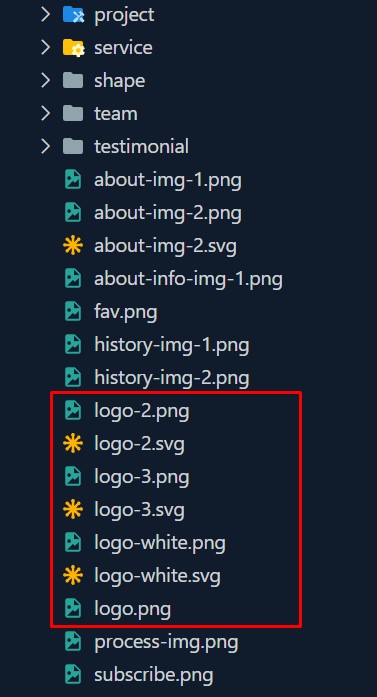 project
service
shape
team
testimonial
about-img-1.png
about-img-2.png
about-img-2.svg
about-info-img-1.png
fav.png
history-img-1.png
history-img-2.png
logo-2.png
logo-2.svg
logo-3.png
logo-3.svg
logo-white.png
logo-white.svg
logo.png
process-img.png
subscribe.png